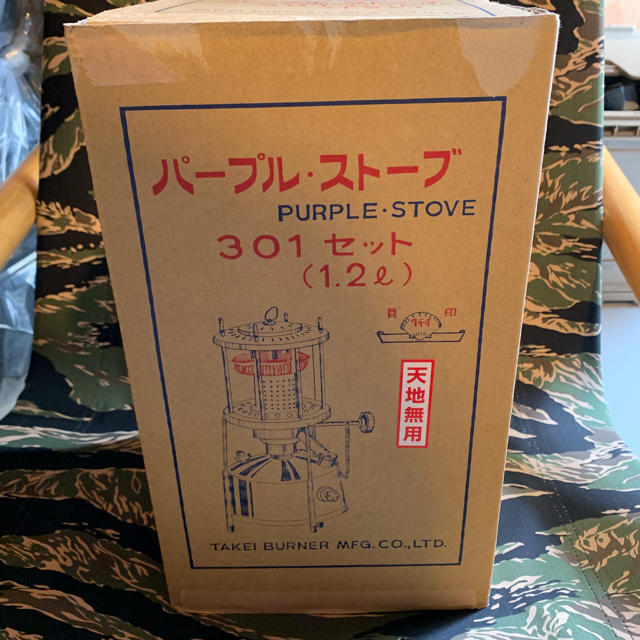 パープル・ストーブ
PURPLE・STOVE
301 セット
(1.2ℓ)
貝 印
天地無用
TAKEI BURNER MFG. CO., LTD.